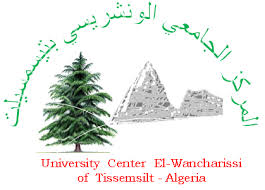 المركز الجامعي الونشريسي بتيسمسيلت
University Center El-Wancharissi
of Tissemsilt - Algeria